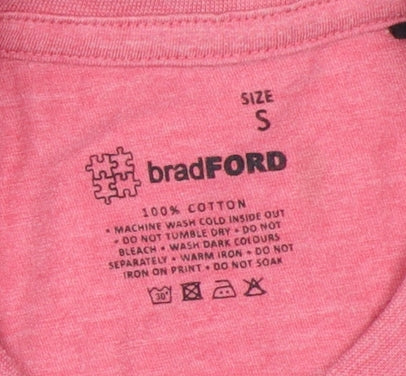 SIZE
S
bradFORD
100% COTTON
• MACHINE WASH COLD INSIDE OUT
• DO NOT TUMBLE DRY • DO NOT
BLEACH • WASH DARK COLOURS
SEPARATELY • WARM IRON • DO NOT
IRON ON PRINT • DO NOT SOAK
30°